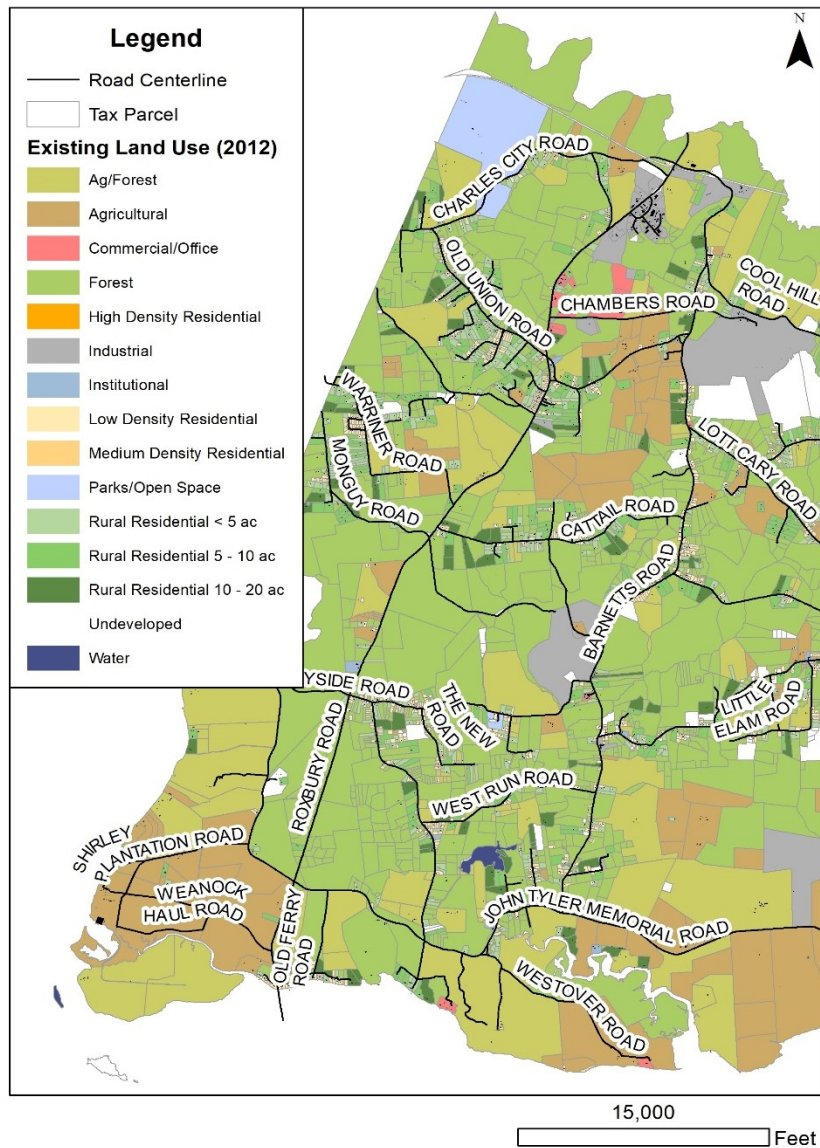 Legend
Road Centerline
Tax Parcel
Existing Land Use (2012)
Ag/Forest
Agricultural
Commercial/Office
Forest
High Density Residential
Industrial
Institutional
Low Density Residential
Medium Density Residential
Parks/Open Space
Rural Residential < 5 ac
Rural Residential 5 - 10 ac
Rural Residential 10 - 20 ac
Undeveloped
Water
N
CHARLES CITY ROAD
OLD UNION ROAD
CHAMBERS ROAD
COOL HILL
ROAD
WARRINER ROAD
MONGUY ROAD
LOTT CARY ROAD
CATTAIL ROAD
BARNETTS ROAD
YSIDE ROAD
THE NEW
ROAD
LITTLE
ELAM ROAD
ROXBURY ROAD
WEST RUN ROAD
SHIRLEY
PLANTATION ROAD
WEANOCK
HAUL ROAD
OLD FERRY
ROAD
JOHN TYLER MEMORIAL ROAD
WESTOVER ROAD
15,000
Feet